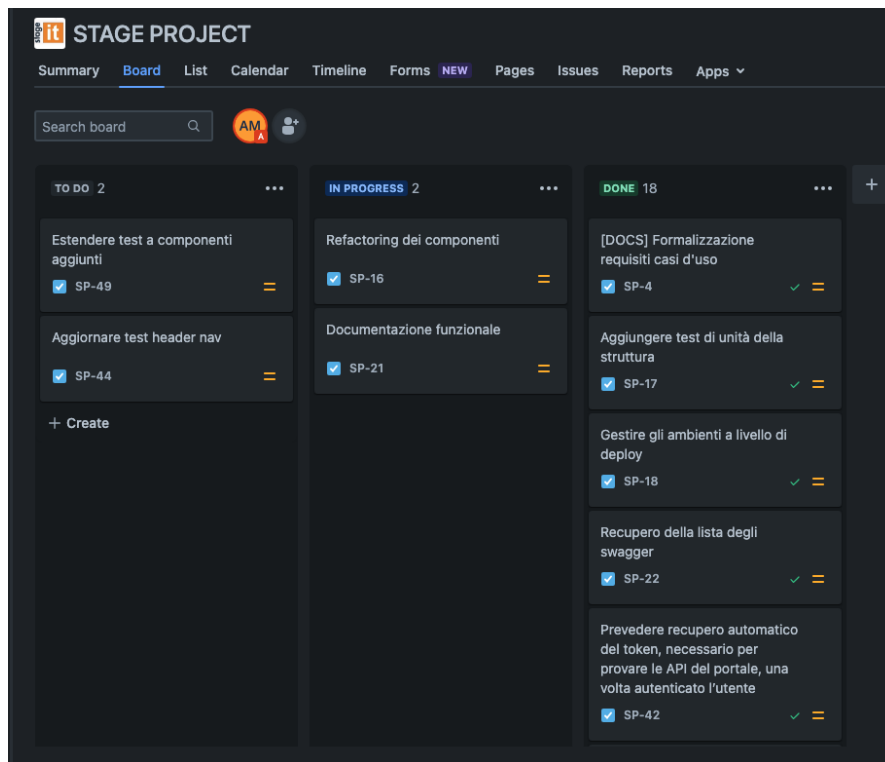 stage it STAGE PROJECT
Summary Board List Calendar Timeline Forms NEW Pages Issues Reports Apps
Search board
AM
A
TO DO 2
Estendere test a componenti
aggiunti
SP-49
Aggiornare test header nav
SP-44
+ Create
IN PROGRESS 2
Refactoring dei componenti
SP-16
Documentazione funzionale
SP-21
DONE 18
[DOCS] Formalizzazione
requisiti casi d'uso
SP-4
Aggiungere test di unità della
struttura
SP-17
Gestire gli ambienti a livello di
deploy
SP-18
Recupero della lista degli
swagger
SP-22
Prevedere recupero automatico
del token, necessario per
provare le API del portale, una
volta autenticato l’utente
SP-42